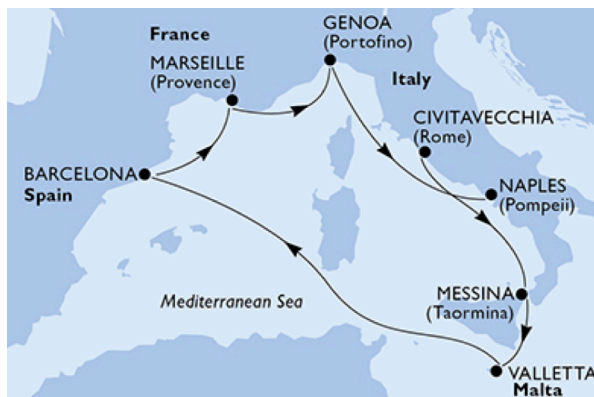 GENOA
(Portofino)
France
MARSEILLE
(Provence)
Italy
CIVITAVECCHIA
(Rome)
BARCELONA
Spain
NAPLES
(Pompeii)
Mediterranean Sea
MESSINA
(Taormina)
VALLETTA
Malta